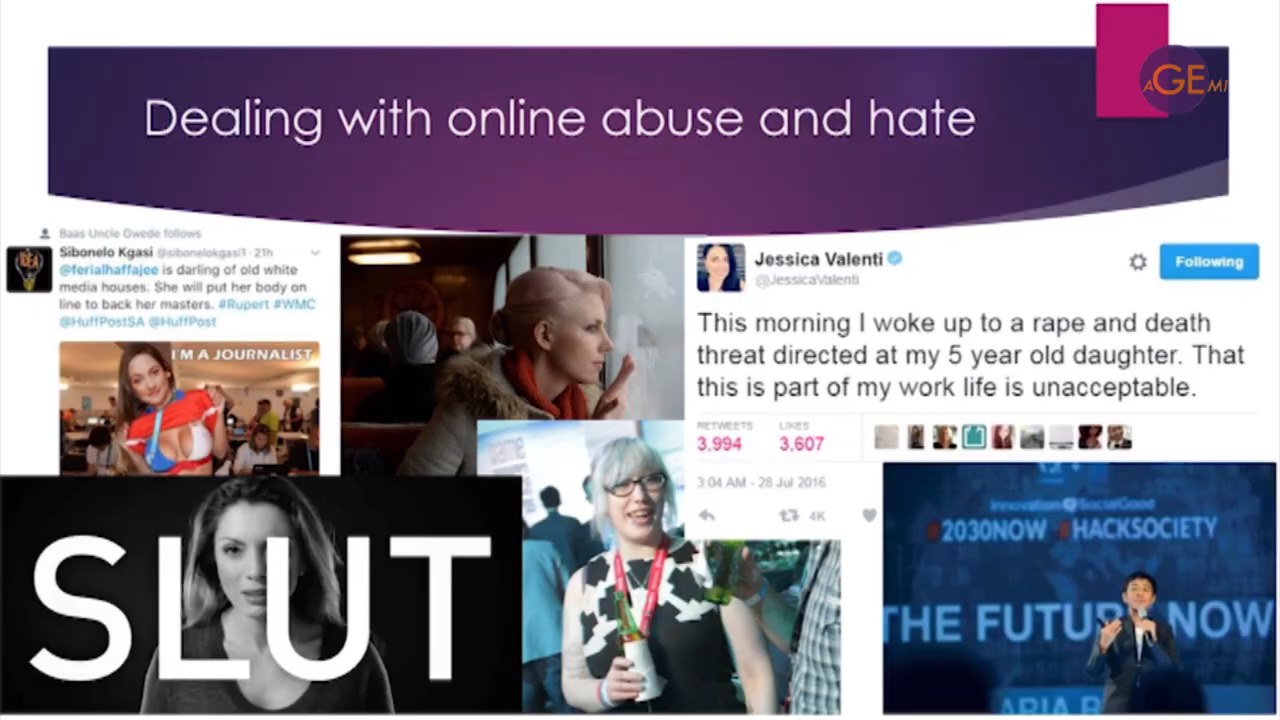 AGEMI
Dealing with online abuse and hate
Baas Uncle Gwede follows
Sibonelo Kgasi @sibonelokgasi1 · 21h
@ferialhaffajee is darling of old white
media houses. She will put her body on
line to back her masters. #Rupert #WMC
@HuffPostSA @HuffPost
I'M A JOURNALIST
Jessica Valenti
@JessicaValenti
Following
This morning I woke up to a rape and death
threat directed at my 5 year old daughter. That
this is part of my work life is unacceptable.
RETWEETS LIKES
3,994 3,607
3:04 AM - 28 Jul 2016
4K
SLUT
#2030NOW #HACKSOCIETY
THE FUTURE NOW